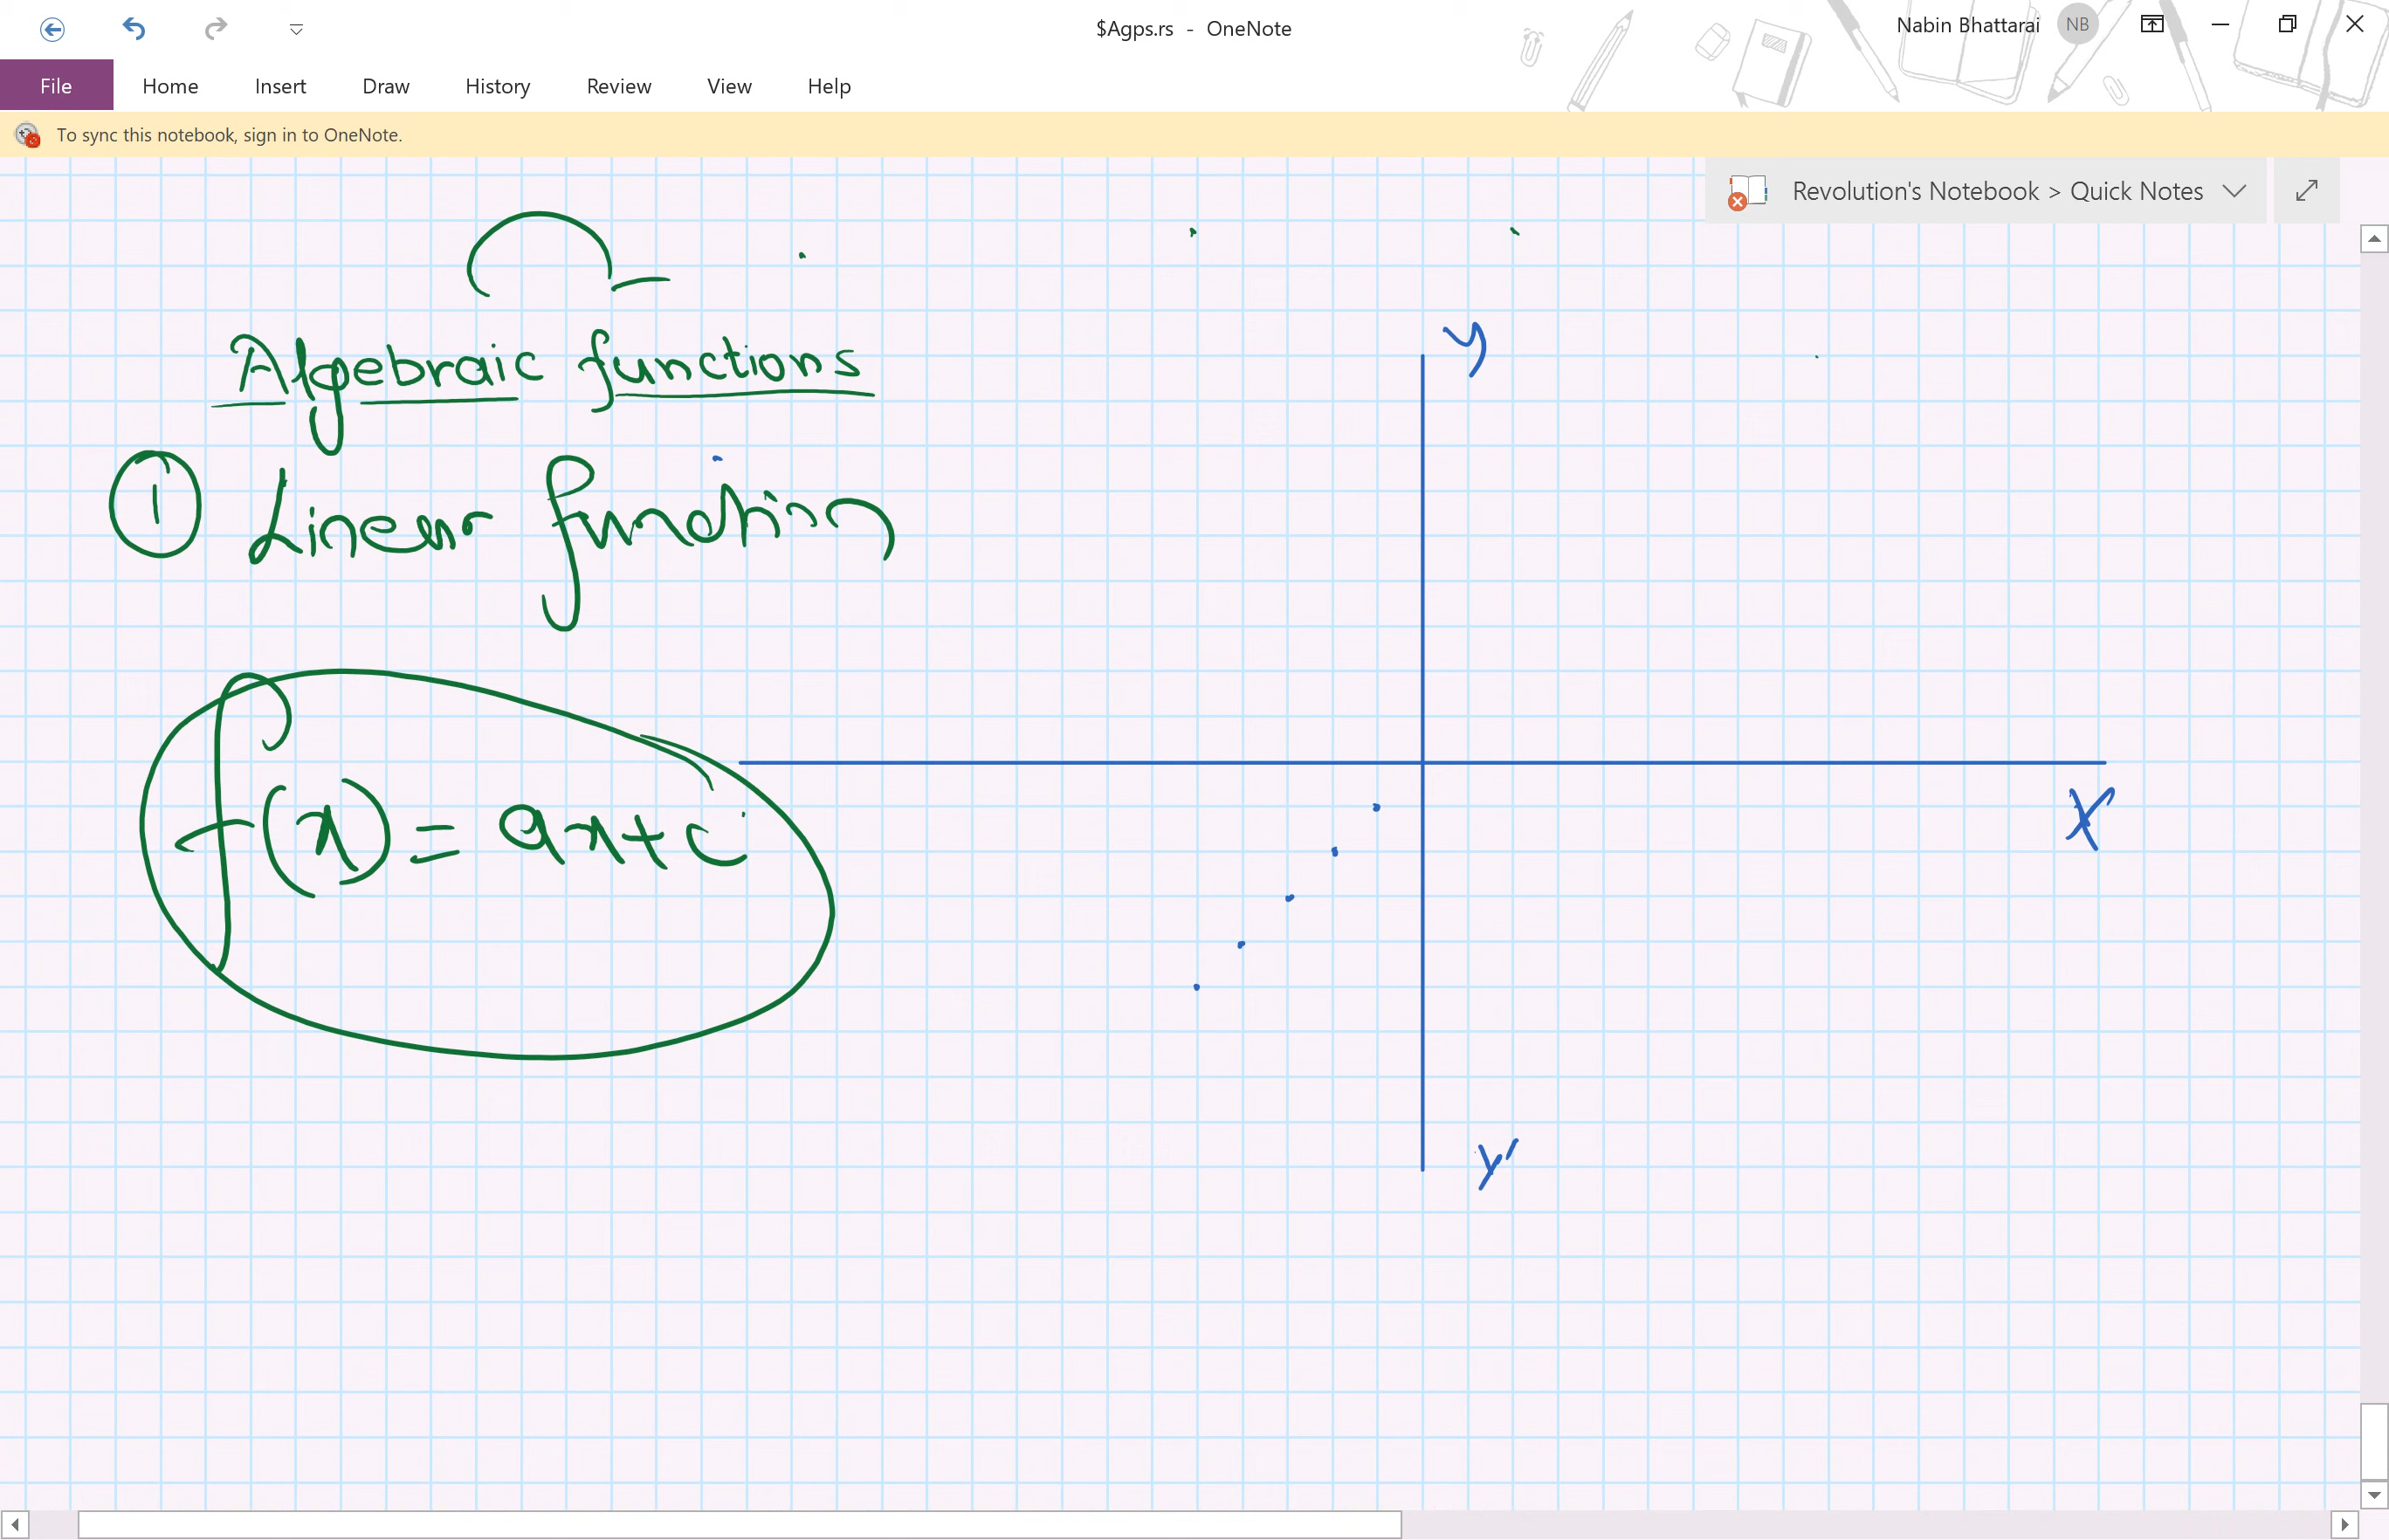 $Agps.rs - OneNote
Nabin Bhattarai NB
File Home Insert Draw History Review View Help
To sync this notebook, sign in to OneNote.
Revolution's Notebook > Quick Notes
Algebraic functions
① Linear function
f(x) = ax+c
y
X
y'